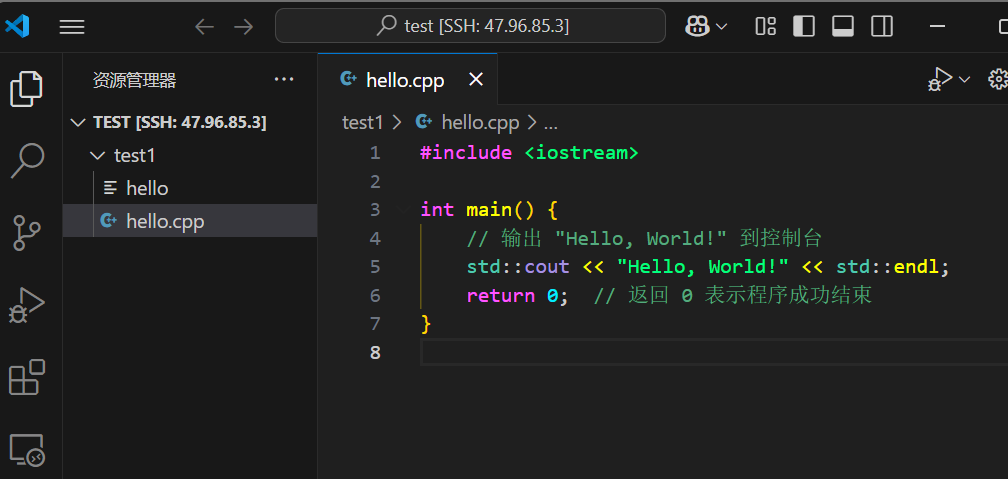 test [SSH: 47.96.85.3]
资源管理器
hello.cpp
TEST [SSH: 47.96.85.3]
test1
hello
hello.cpp
test1 > hello.cpp > ...
1 #include <iostream>
2
3 int main() {
4     // 输出 "Hello, World!" 到控制台
5     std::cout << "Hello, World!" << std::endl;
6     return 0;  // 返回 0 表示程序成功结束
7 }
8